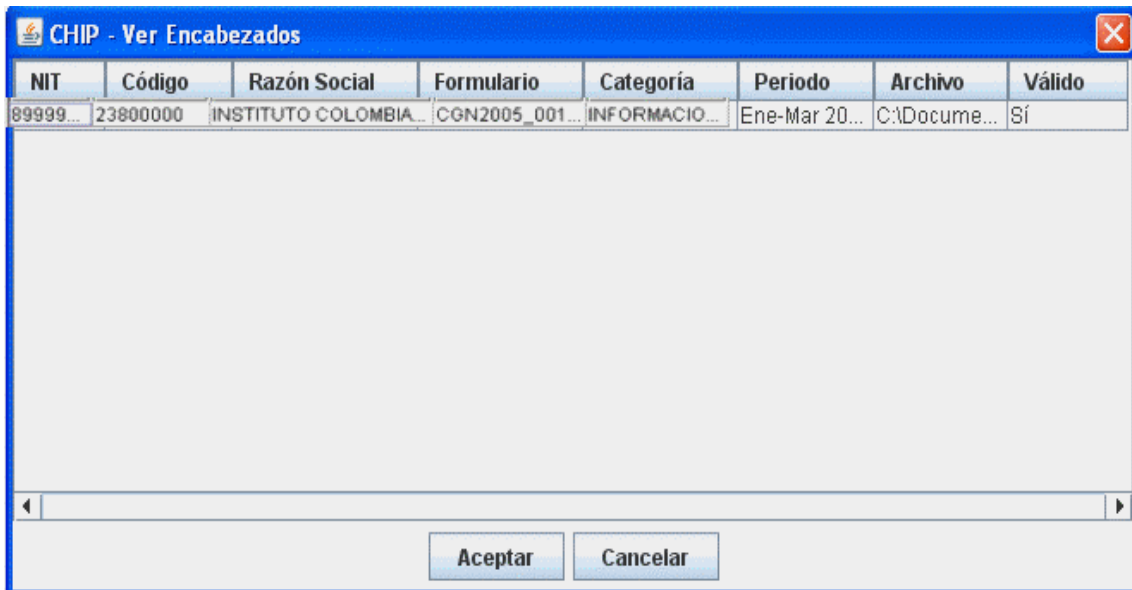 CHIP - Ver Encabezados
NIT Código Razón Social Formulario Categoría Periodo Archivo Válido
89999... 23800000 INSTITUTO COLOMBIA... CGN2005_001... INFORMACIO... Ene-Mar 20... C:\Docume... Sí
Aceptar Cancelar